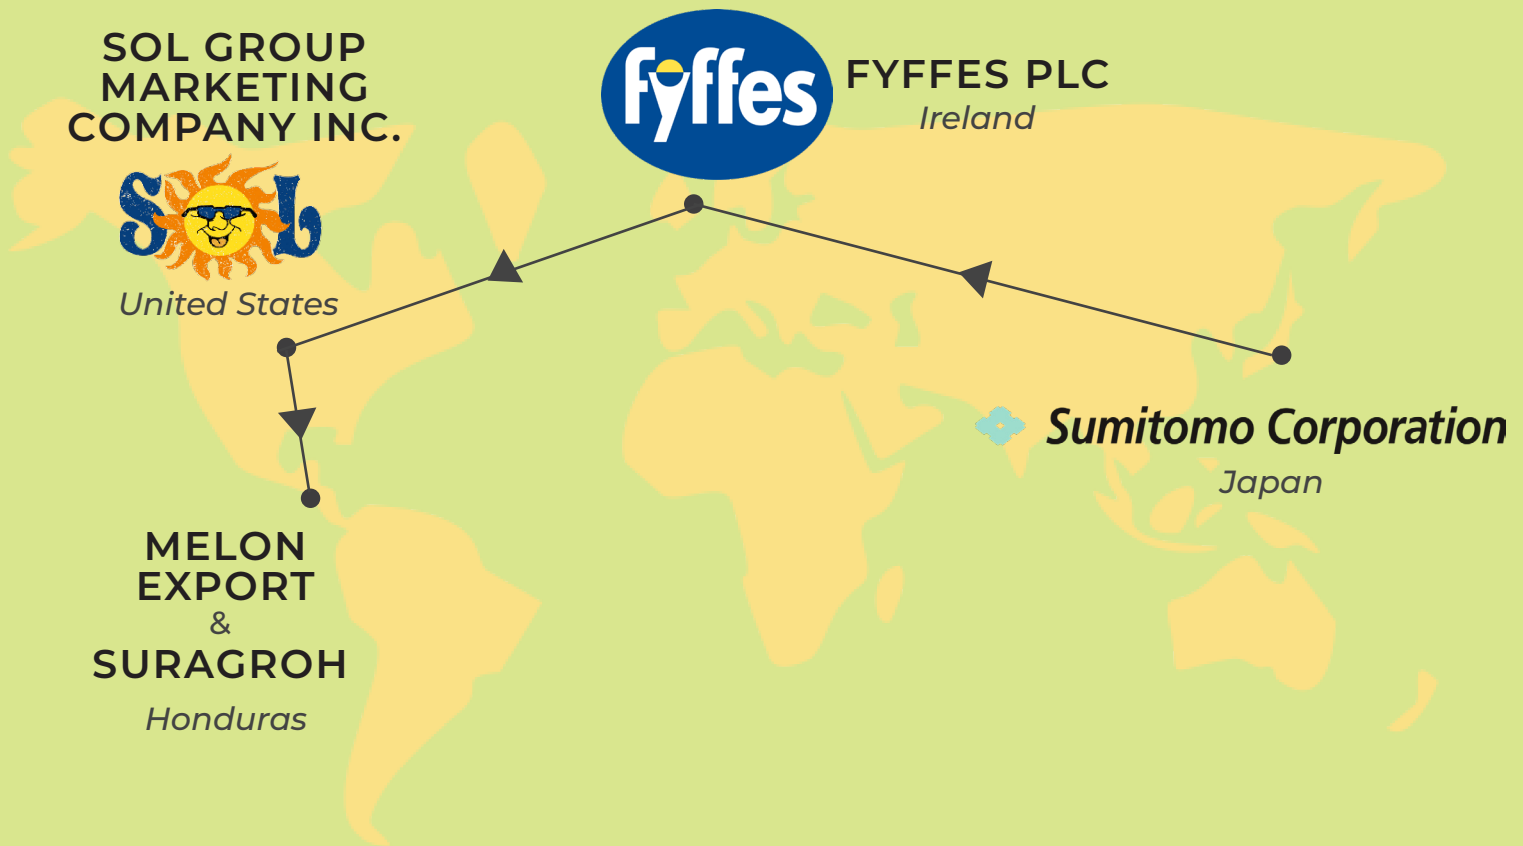 SOL GROUP
MARKETING
COMPANY INC.
SOL
United States
fyffes
FYFFES PLC
Ireland
Sumitomo Corporation
Japan
MELON
EXPORT
&
SURAGROH
Honduras